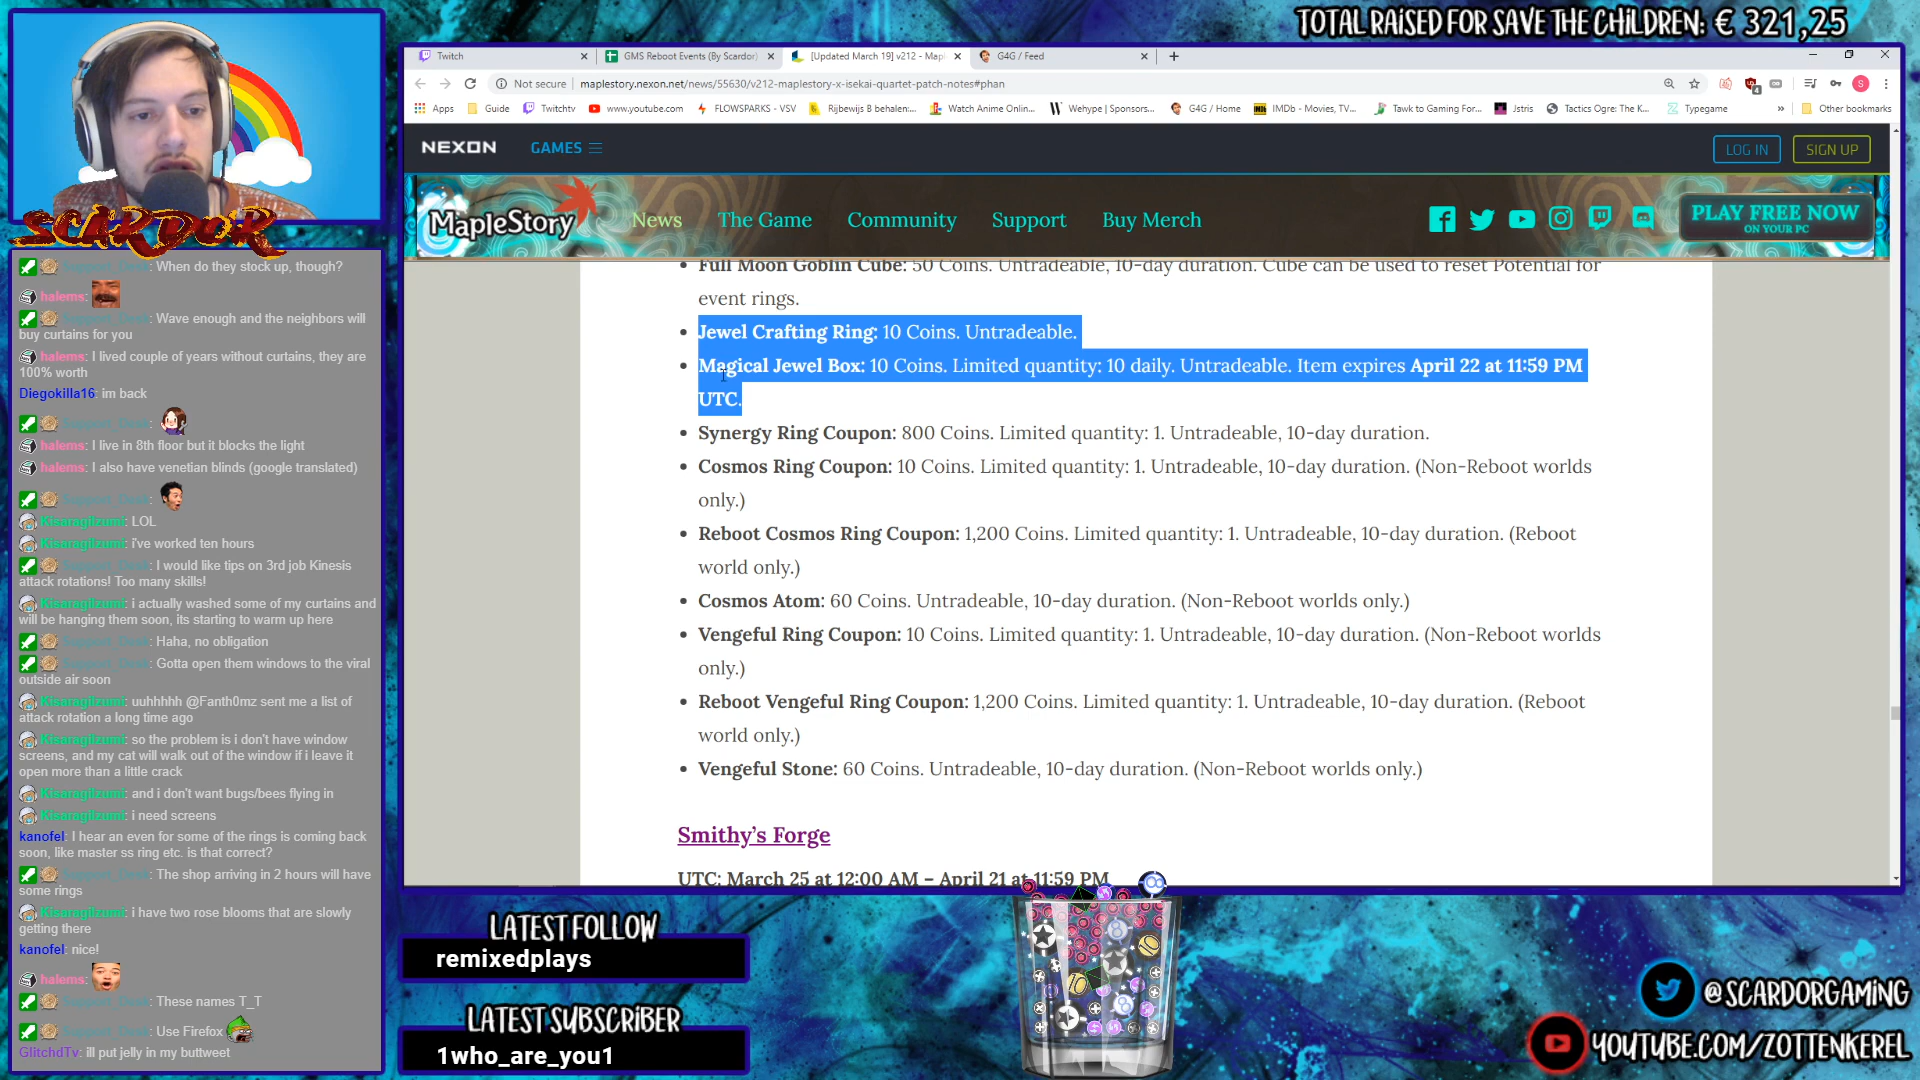 TOTAL RAISED FOR SAVE THE CHILDREN: € 321,25
SCARDOR
Support_Dead: When do they stock up, though?
halems:
Wave enough and the neighbors will
buy curtains for you
halems: I lived couple of years without curtains, they are
100% worth
Diegokilla16: im back
halems: I live in 8th floor but it blocks the light
halems: I also have venetian blinds (google translated)
KisaragiIzumi: LOL
KisaragiIzumi: i've worked ten hours
I would like tips on 3rd job Kinesis
attack rotations! Too many skills!
KisaragiIzumi: i actually washed some of my curtains and
will be hanging them soon, its starting to warm up here
Haha, no obligation
Gotta open them windows to the viral
outside air soon
KisaragiIzumi: uuhhhhh @Fanth0mz sent me a list of
attack rotation a long time ago
KisaragiIzumi: so the problem is i don't have window
screens, and my cat will walk out of the window if i leave it
open more than a little crack
KisaragiIzumi: and i don't want bugs/bees flying in
KisaragiIzumi: i need screens
kanofel: I hear an even for some of the rings is coming back
soon, like master ss ring etc. is that correct?
The shop arriving in 2 hours will have
some rings
KisaragiIzumi: i have two rose blooms that are slowly
getting there
kanofel: nice!
halems:
These names T_T
Use Firefox
GlitchdTv: ill put jelly in my buttweet
Twitch
GMS Reboot Events (By Scardor)
[Updated March 19] v212 - Mapl
G4G / Feed
Not secure | maplestory.nexon.net/news/55630/v212-maplestory-x-isekai-quartet-patch-notes#phan
Apps
Guide
Twitchtv
www.youtube.com
FLOWSPARKS - VSV
Rijbewijs B behalen:...
Watch Anime Onlin...
Wehype | Sponsors...
G4G / Home
IMDb - Movies, TV...
Tawk to Gaming For...
Jstris
Tactics Ogre: The K...
Typegame
»
Other bookmarks
NEXON
GAMES
LOG IN
SIGN UP
MapleStory
News
The Game
Community
Support
Buy Merch
PLAY FREE NOW
ON YOUR PC
• Full Moon Goblin Cube: 50 Coins. Untradeable, 10-day duration. Cube can be used to reset Potential for
event rings.
• Jewel Crafting Ring: 10 Coins. Untradeable.
• Magical Jewel Box: 10 Coins. Limited quantity: 10 daily. Untradeable. Item expires April 22 at 11:59 PM
UTC.
• Synergy Ring Coupon: 800 Coins. Limited quantity: 1. Untradeable, 10-day duration.
• Cosmos Ring Coupon: 10 Coins. Limited quantity: 1. Untradeable, 10-day duration. (Non-Reboot worlds
only.)
• Reboot Cosmos Ring Coupon: 1,200 Coins. Limited quantity: 1. Untradeable, 10-day duration. (Reboot
world only.)
• Cosmos Atom: 60 Coins. Untradeable, 10-day duration. (Non-Reboot worlds only.)
• Vengeful Ring Coupon: 10 Coins. Limited quantity: 1. Untradeable, 10-day duration. (Non-Reboot worlds
only.)
• Reboot Vengeful Ring Coupon: 1,200 Coins. Limited quantity: 1. Untradeable, 10-day duration. (Reboot
world only.)
• Vengeful Stone: 60 Coins. Untradeable, 10-day duration. (Non-Reboot worlds only.)
Smithy's Forge
UTC: March 25 at 12:00 AM – April 21 at 11:59 PM
LATEST FOLLOW
remixedplays
LATEST SUBSCRIBER
1who_are_you1
@SCARDORGAMING
YOUTUBE.COM/ZOTTENKEREL